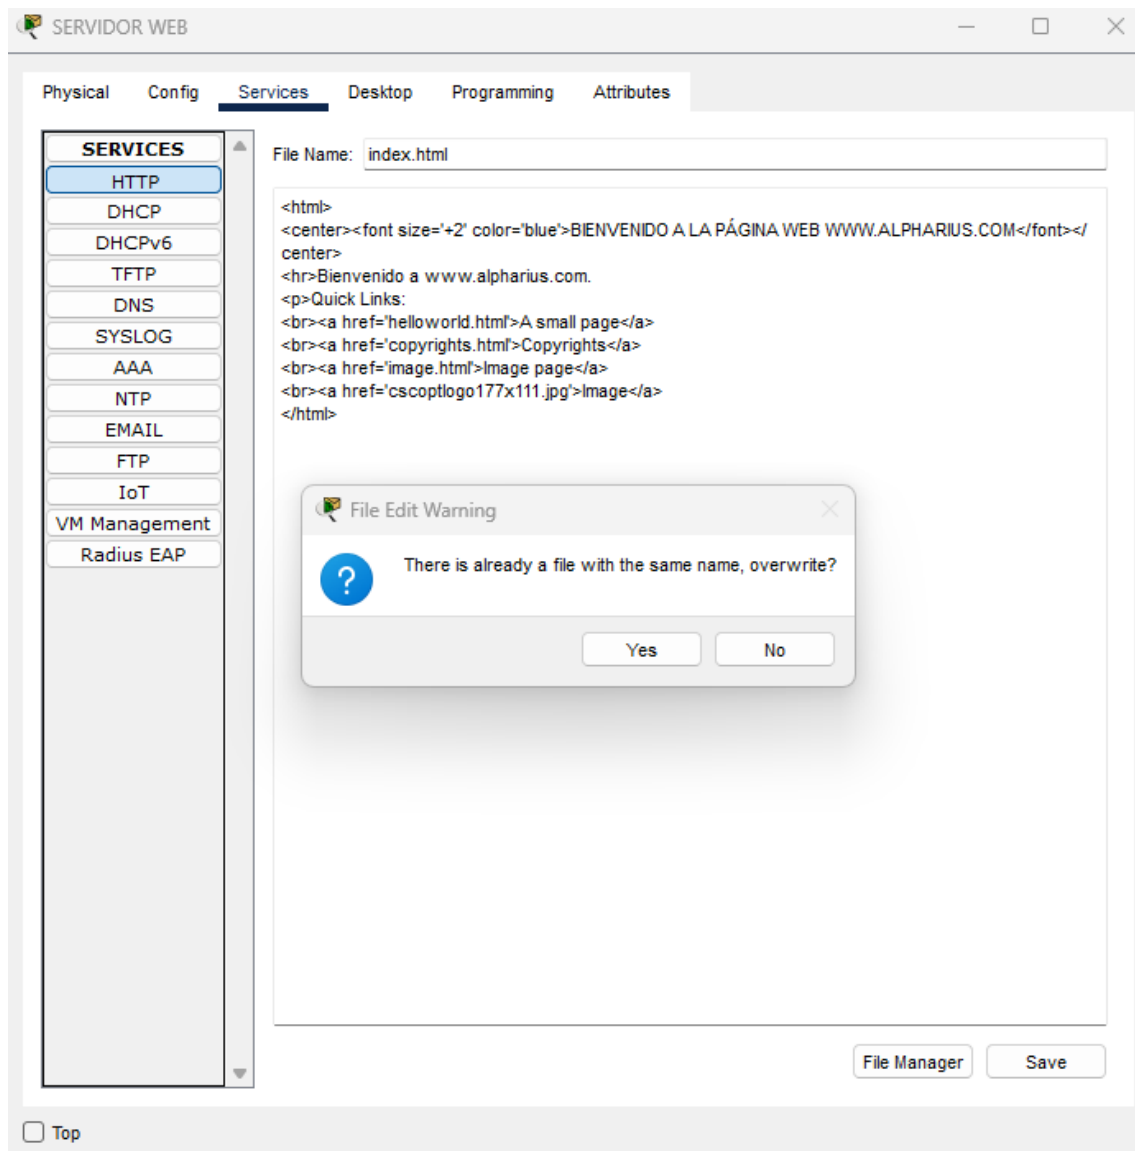 SERVIDOR WEB
Physical Config Services Desktop Programming Attributes
SERVICES
HTTP
DHCP
DHCPv6
TFTP
DNS
SYSLOG
AAA
NTP
EMAIL
FTP
IoT
VM Management
Radius EAP
File Name: index.html
<html>
<center><font size='+2' color='blue'>BIENVENIDO A LA PÁGINA WEB WWW.ALPHARIUS.COM</font></
center>
<hr>Bienvenido a www.alpharius.com.
<p>Quick Links:
<br><a href='helloworld.html'>A small page</a>
<br><a href='copyrights.html'>Copyrights</a>
<br><a href='image.html'>Image page</a>
<br><a href='cscoptlogo177x111.jpg'>Image</a>
</html>
File Edit Warning
There is already a file with the same name, overwrite?
Yes No
File Manager Save
Top